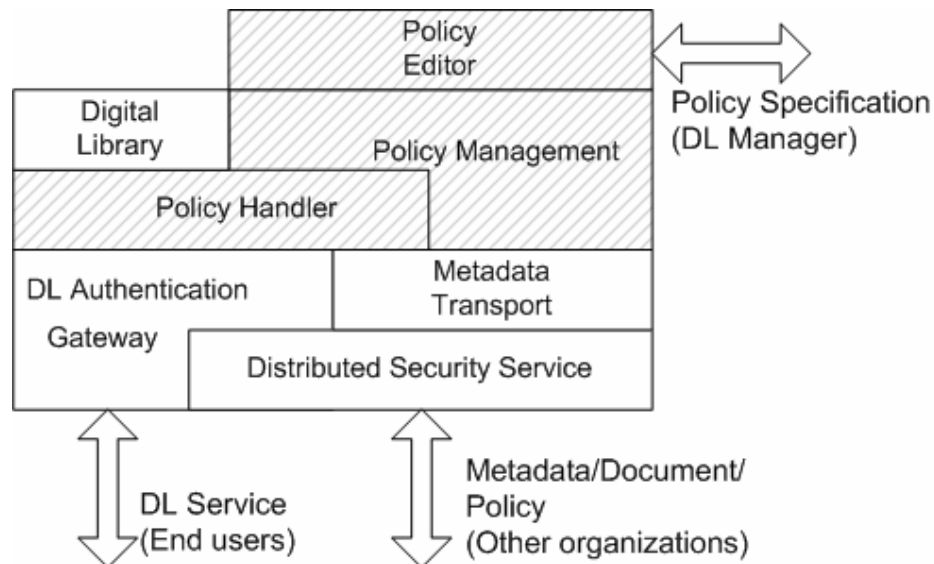 Policy
Editor
Policy Specification
(DL Manager)
Digital
Library
Policy Management
Policy Handler
DL Authentication
Gateway
Metadata
Transport
Distributed Security Service
DL Service
(End users)
Metadata/Document/
Policy
(Other organizations)